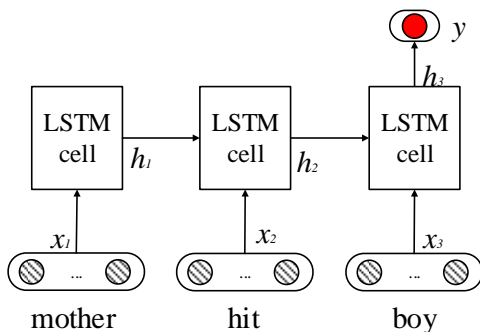 y
h₃
LSTM cell
LSTM cell
LSTM cell
h₁
h₂
x₁
x₂
x₃
... ... ...
mother hit boy